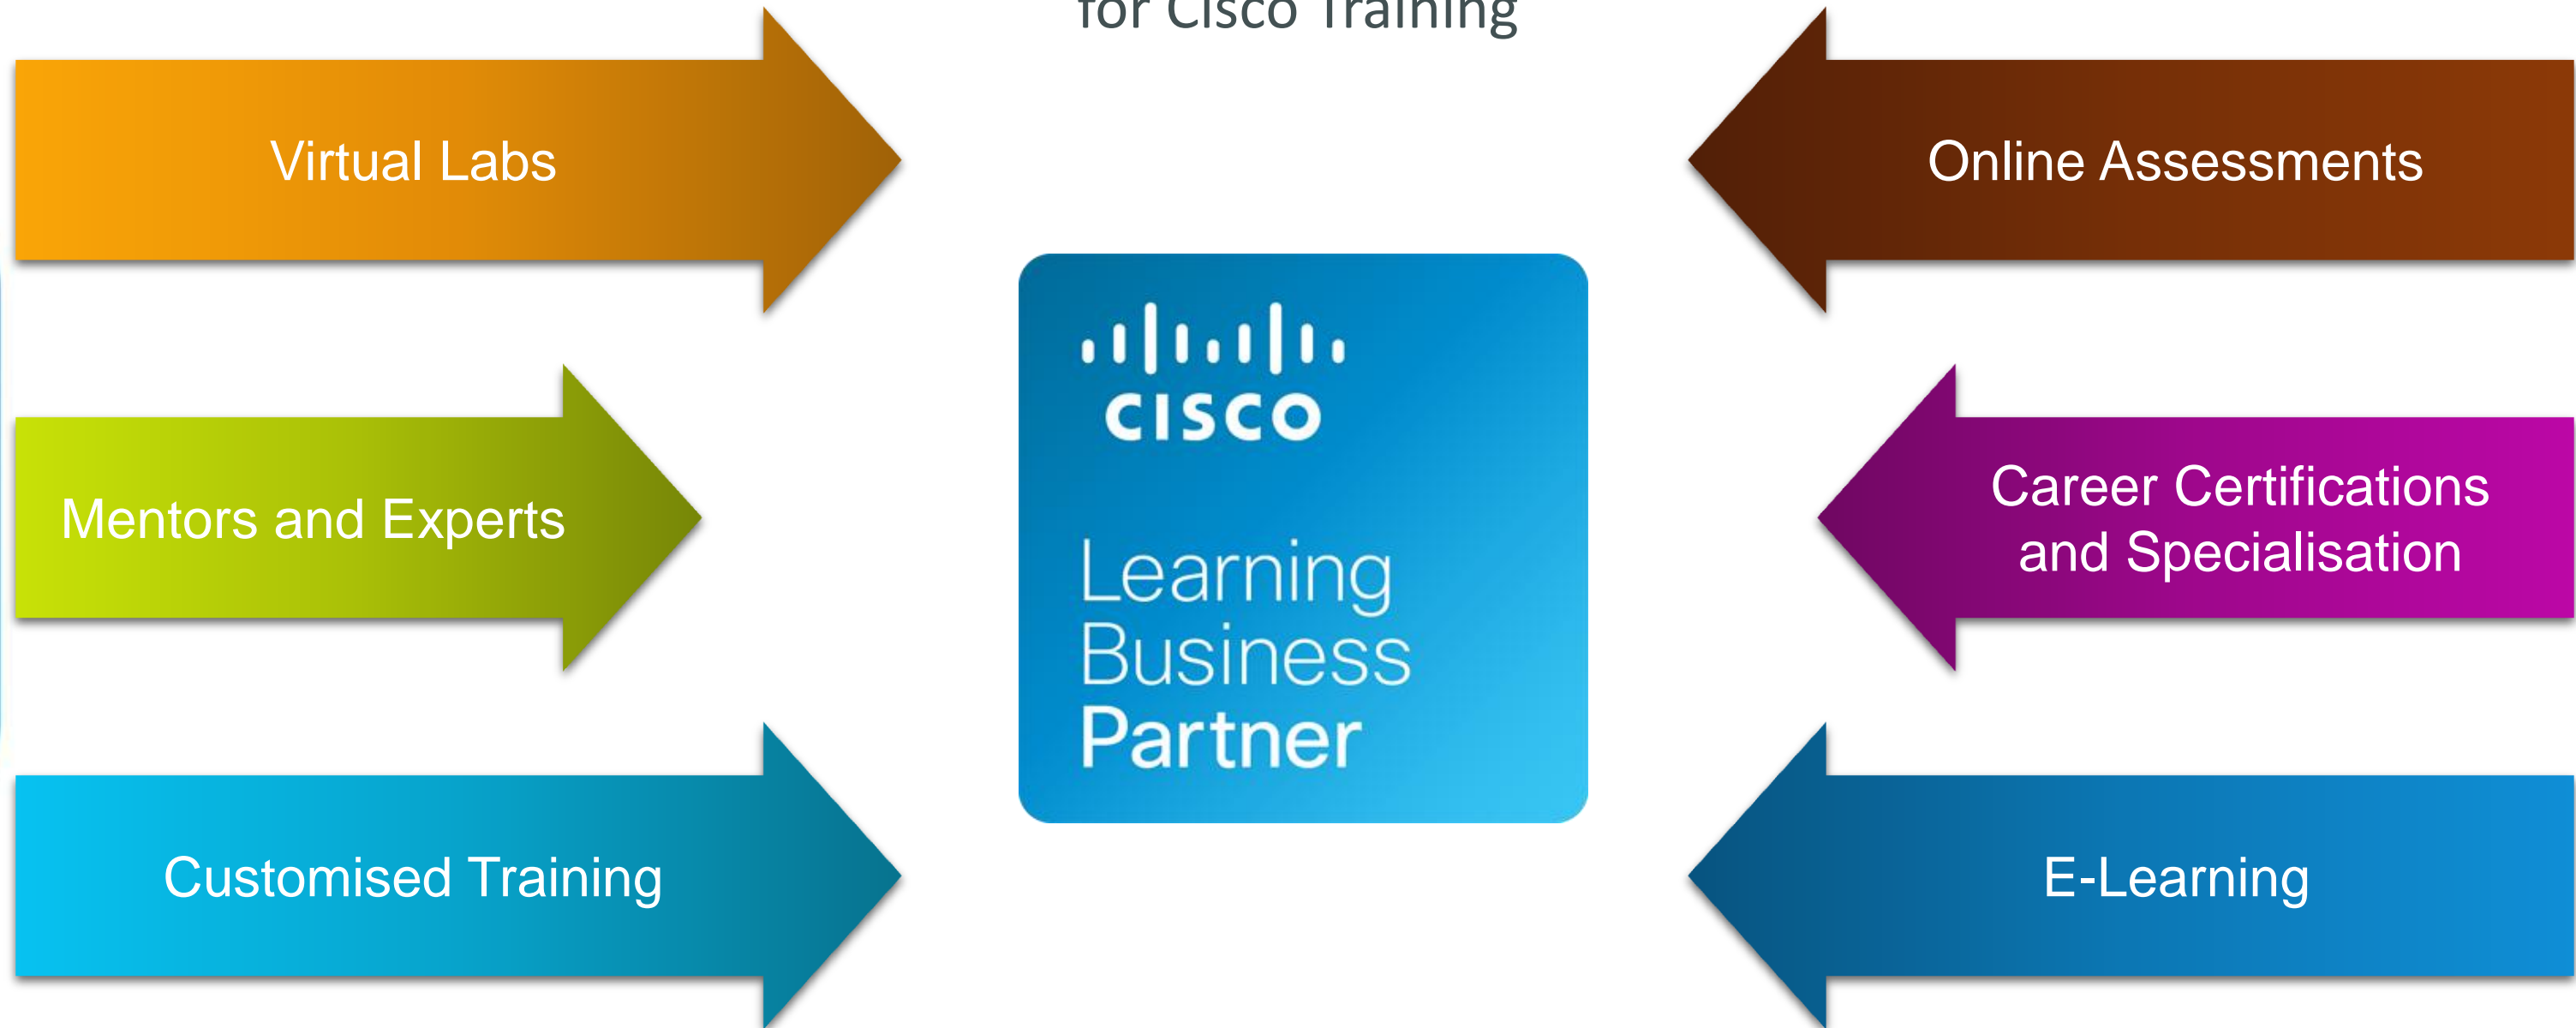 for Cisco Training
Virtual Labs
Online Assessments
CISCO
Mentors and Experts
Career Certifications
and Specialisation
Learning
Business
Partner
Customised Training
E-Learning